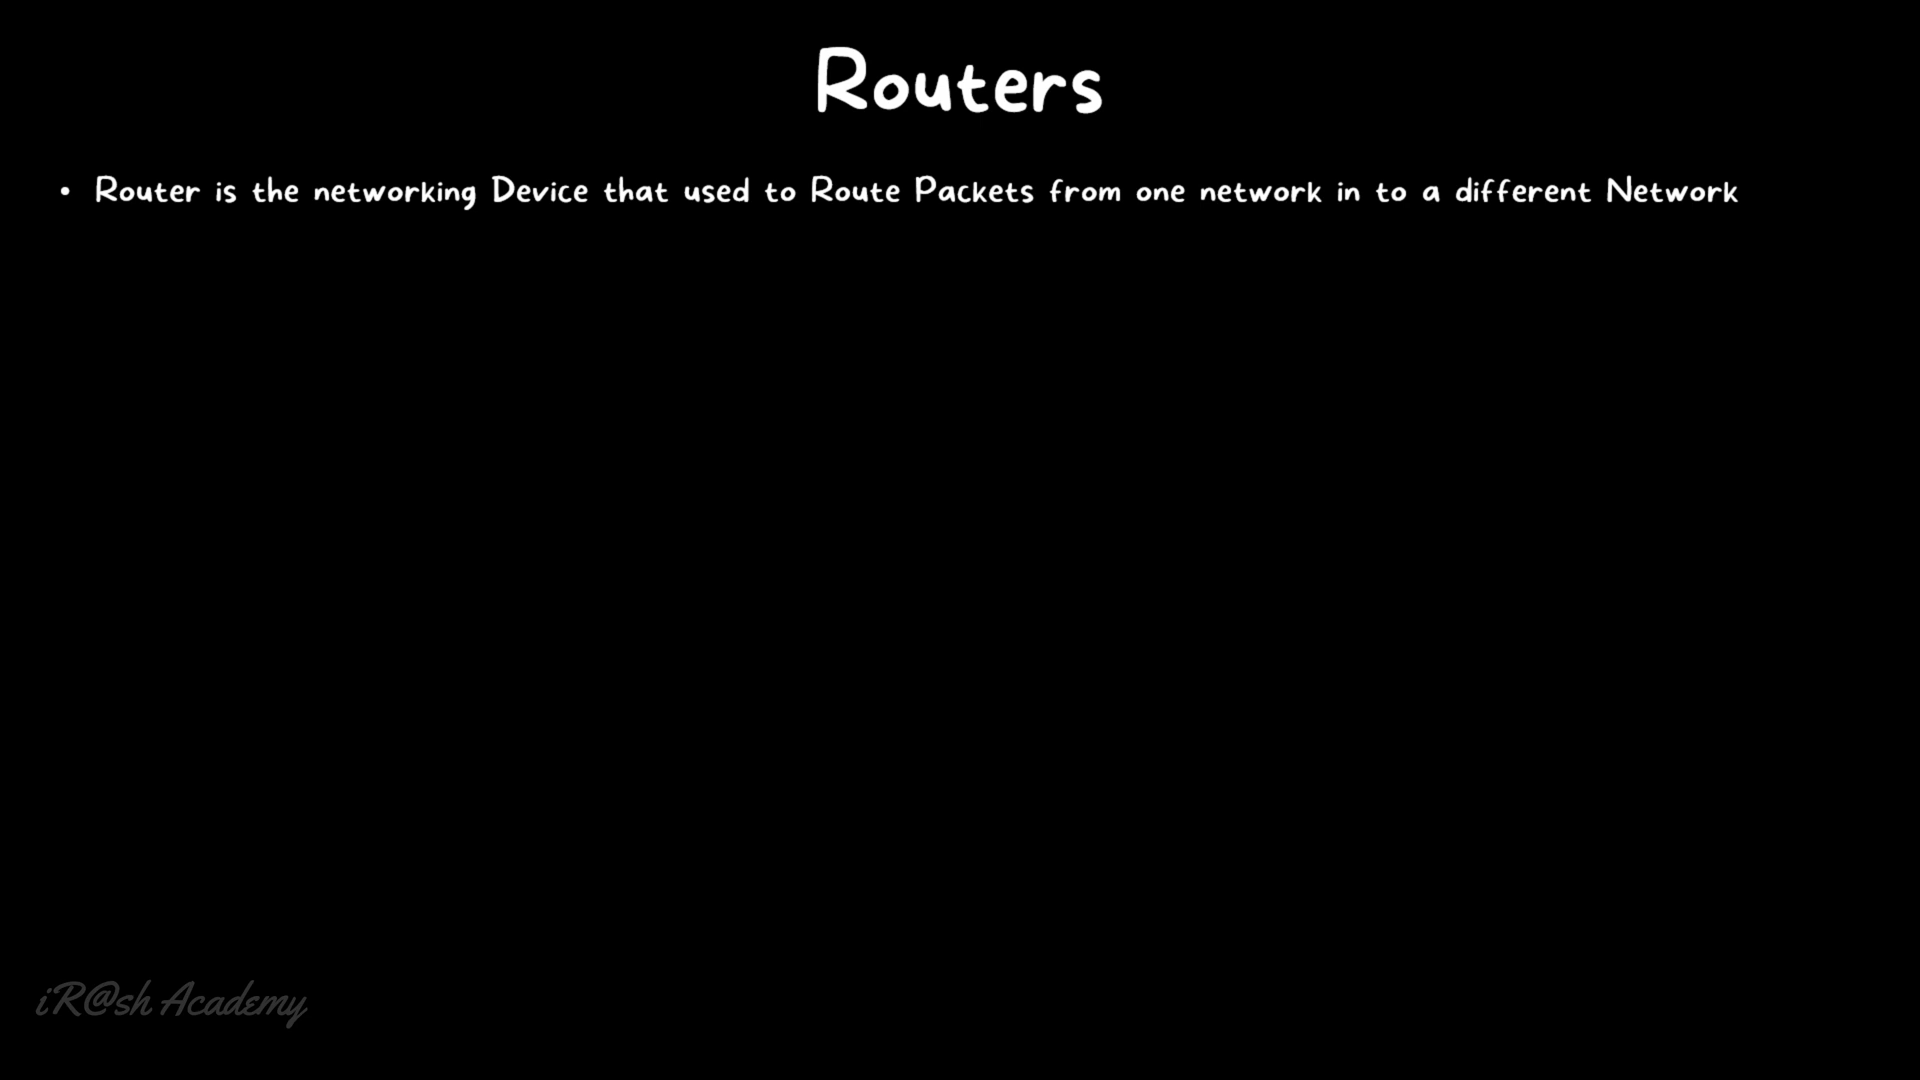 Routers
• Router is the networking Device that used to Route Packets from one network in to a different Network
iR@sh Academy